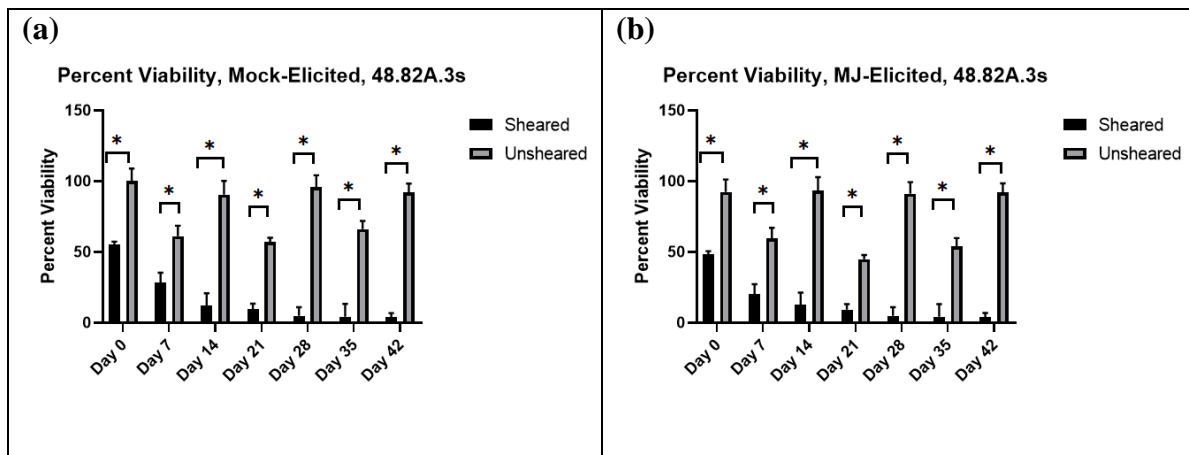 (a)
Percent Viability, Mock-Elicited, 48.82A.3s
150
100
50
0
Percent Viability
* * * * * * *
Sheared
Unsheared
Day 0 Day 7 Day 14 Day 21 Day 28 Day 35 Day 42
(b)
Percent Viability, MJ-Elicited, 48.82A.3s
150
100
50
0
Percent Viability
* * * * * * *
Sheared
Unsheared
Day 0 Day 7 Day 14 Day 21 Day 28 Day 35 Day 42